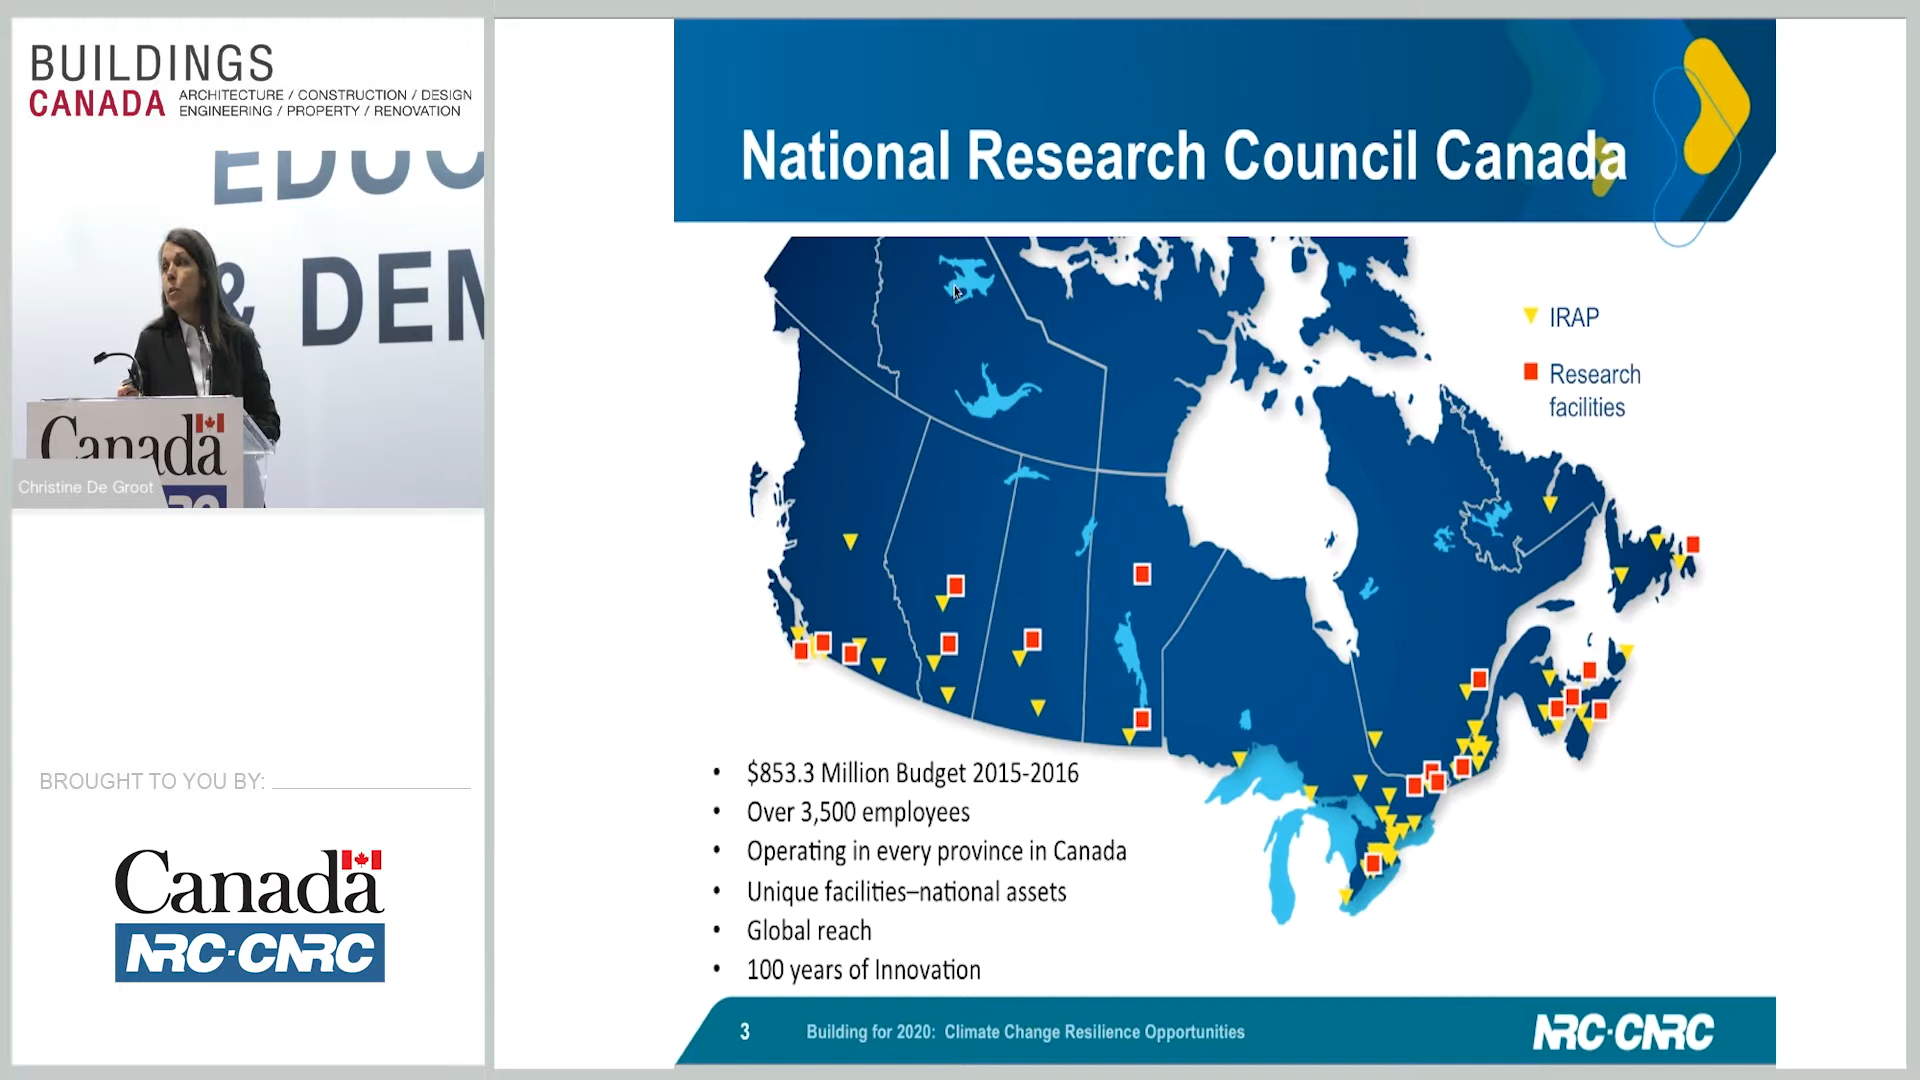 BUILDINGS
CANADA
ARCHITECTURE / CONSTRUCTION / DESIGN
ENGINEERING / PROPERTY / RENOVATION
& DEM
Canada
Christine De Groot
BROUGHT TO YOU BY:
Canada
NRC·CNRC
National Research Council Canada
IRAP
Research
facilities
• $853.3 Million Budget 2015-2016
• Over 3,500 employees
• Operating in every province in Canada
• Unique facilities–national assets
• Global reach
• 100 years of Innovation
3
Building for 2020: Climate Change Resilience Opportunities
NRC·CNRC